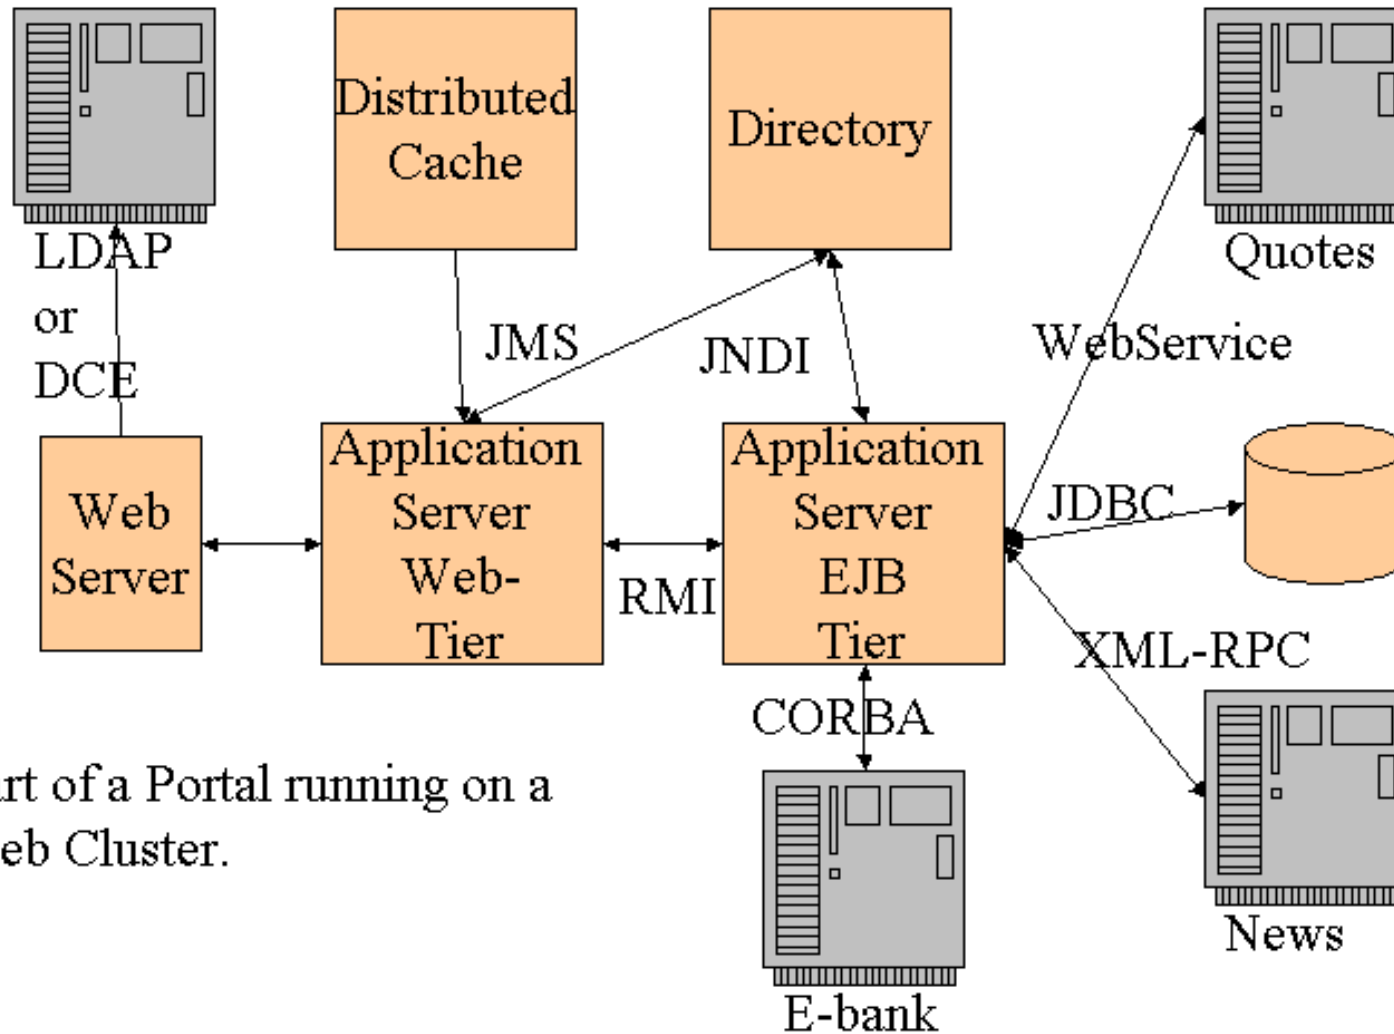 Distributed
Cache
Directory
LDAP
or
DCE
Quotes
JMS
JNDI
WebService
Web
Server
Application
Server
Web-
Tier
RMI
Application
Server
EJB
Tier
JDBC
XML-RPC
CORBA
art of a Portal running on a
eb Cluster.
News
E-bank